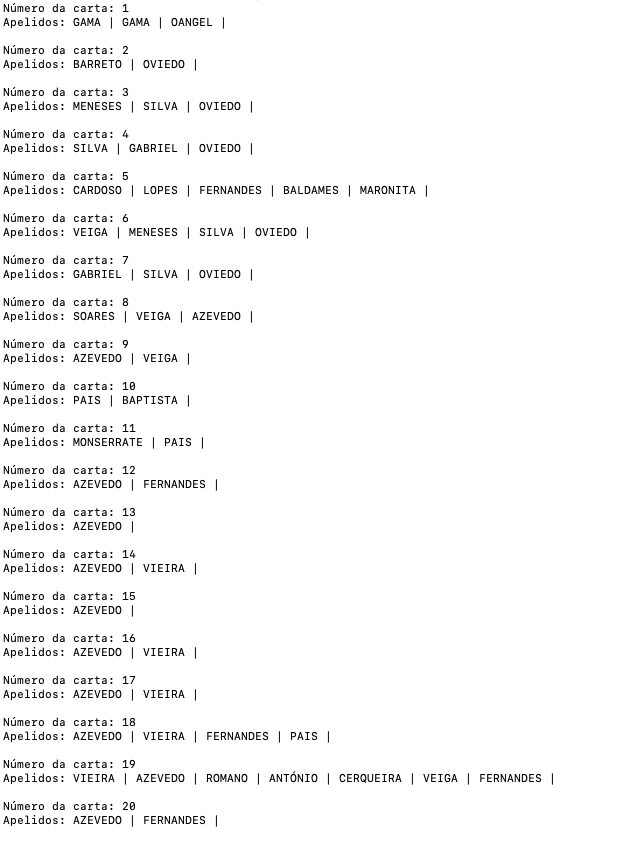 Número da carta: 1
Apelidos: GAMA | GAMA | OANGEL |
Número da carta: 2
Apelidos: BARRETO | OVIEDO |
Número da carta: 3
Apelidos: MENESES | SILVA | OVIEDO |
Número da carta: 4
Apelidos: SILVA | GABRIEL | OVIEDO |
Número da carta: 5
Apelidos: CARDOSO | LOPES | FERNANDES | BALDAMES | MARONITA |
Número da carta: 6
Apelidos: VEIGA | MENESES | SILVA | OVIEDO |
Número da carta: 7
Apelidos: GABRIEL | SILVA | OVIEDO |
Número da carta: 8
Apelidos: SOARES | VEIGA | AZEVEDO |
Número da carta: 9
Apelidos: AZEVEDO | VEIGA |
Número da carta: 10
Apelidos: PAIS | BAPTISTA |
Número da carta: 11
Apelidos: MONSERRATE | PAIS |
Número da carta: 12
Apelidos: AZEVEDO | FERNANDES |
Número da carta: 13
Apelidos: AZEVEDO |
Número da carta: 14
Apelidos: AZEVEDO | VIEIRA |
Número da carta: 15
Apelidos: AZEVEDO |
Número da carta: 16
Apelidos: AZEVEDO | VIEIRA |
Número da carta: 17
Apelidos: AZEVEDO | VIEIRA |
Número da carta: 18
Apelidos: AZEVEDO | VIEIRA | FERNANDES | PAIS |
Número da carta: 19
Apelidos: VIEIRA | AZEVEDO | ROMANO | ANTÓNIO | CERQUEIRA | VEIGA | FERNANDES |
Número da carta: 20
Apelidos: AZEVEDO | FERNANDES |